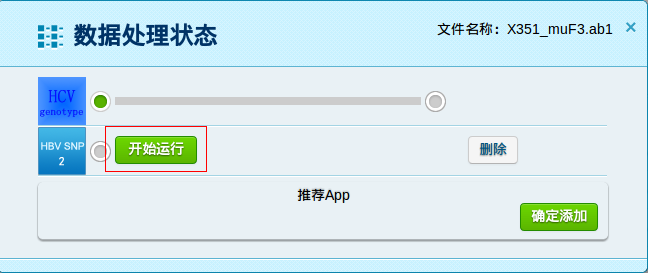 数据处理状态
文件名称：X351_muF3.ab1
HCV
genotype
HBV SNP
2
开始运行
删除
推荐App
确定添加